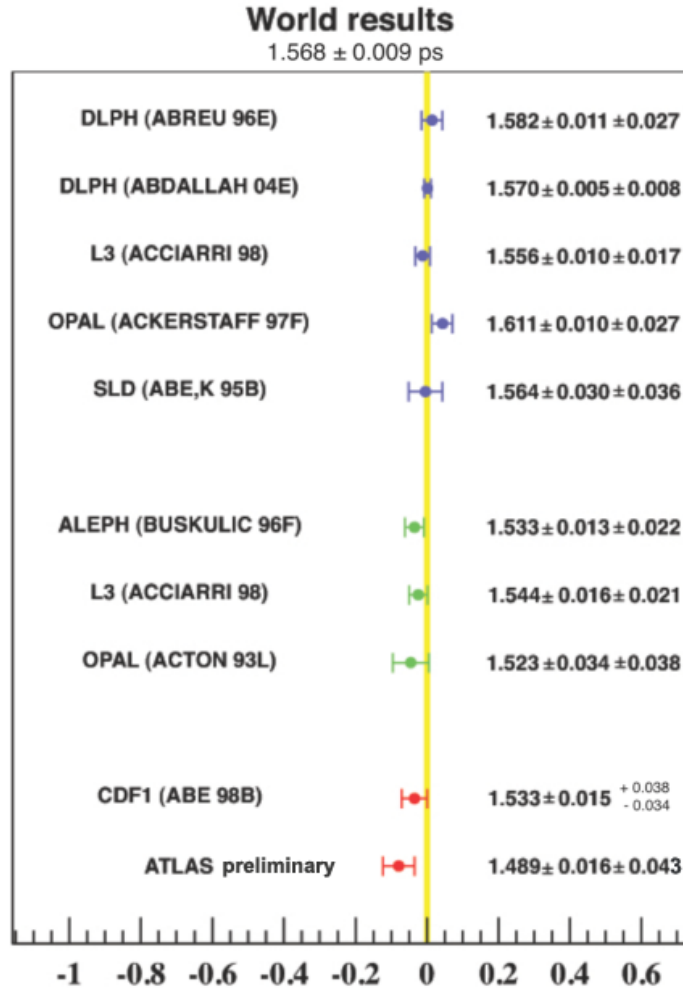 World results
1.568 ± 0.009 ps
DLPH (ABREU 96E) 1.582 ± 0.011 ± 0.027
DLPH (ABDALLAH 04E) 1.570 ± 0.005 ± 0.008
L3 (ACCIARRI 98) 1.556 ± 0.010 ± 0.017
OPAL (ACKERSTAFF 97F) 1.611 ± 0.010 ± 0.027
SLD (ABE,K 95B) 1.564 ± 0.030 ± 0.036
ALEPH (BUSKULIC 96F) 1.533 ± 0.013 ± 0.022
L3 (ACCIARRI 98) 1.544 ± 0.016 ± 0.021
OPAL (ACTON 93L) 1.523 ± 0.034 ± 0.038
CDF1 (ABE 98B) 1.533 ± 0.015 + 0.038 - 0.034
ATLAS preliminary 1.489 ± 0.016 ± 0.043
-1 -0.8 -0.6 -0.4 -0.2 0 0.2 0.4 0.6